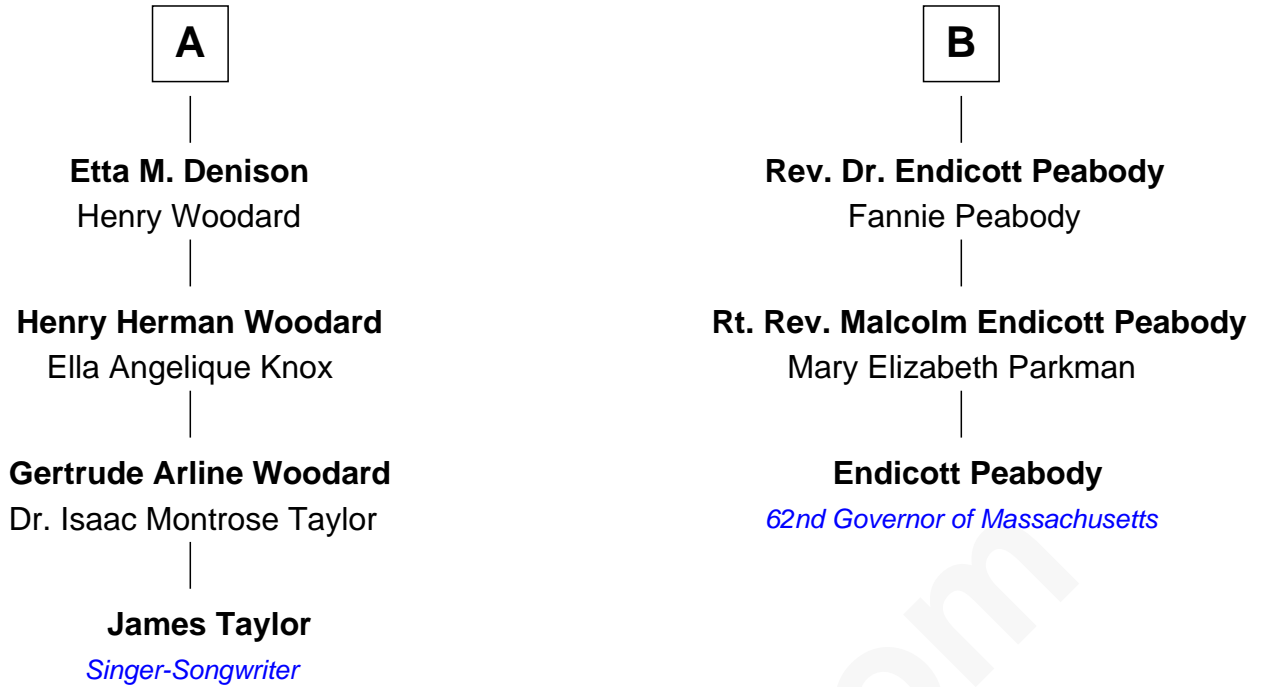 A
Etta M. Denison
Henry Woodard
Henry Herman Woodard
Ella Angelique Knox
Gertrude Arline Woodard
Dr. Isaac Montrose Taylor
James Taylor
Singer-Songwriter
B
Rev. Dr. Endicott Peabody
Fannie Peabody
Rt. Rev. Malcolm Endicott Peabody
Mary Elizabeth Parkman
Endicott Peabody
62nd Governor of Massachusetts
om